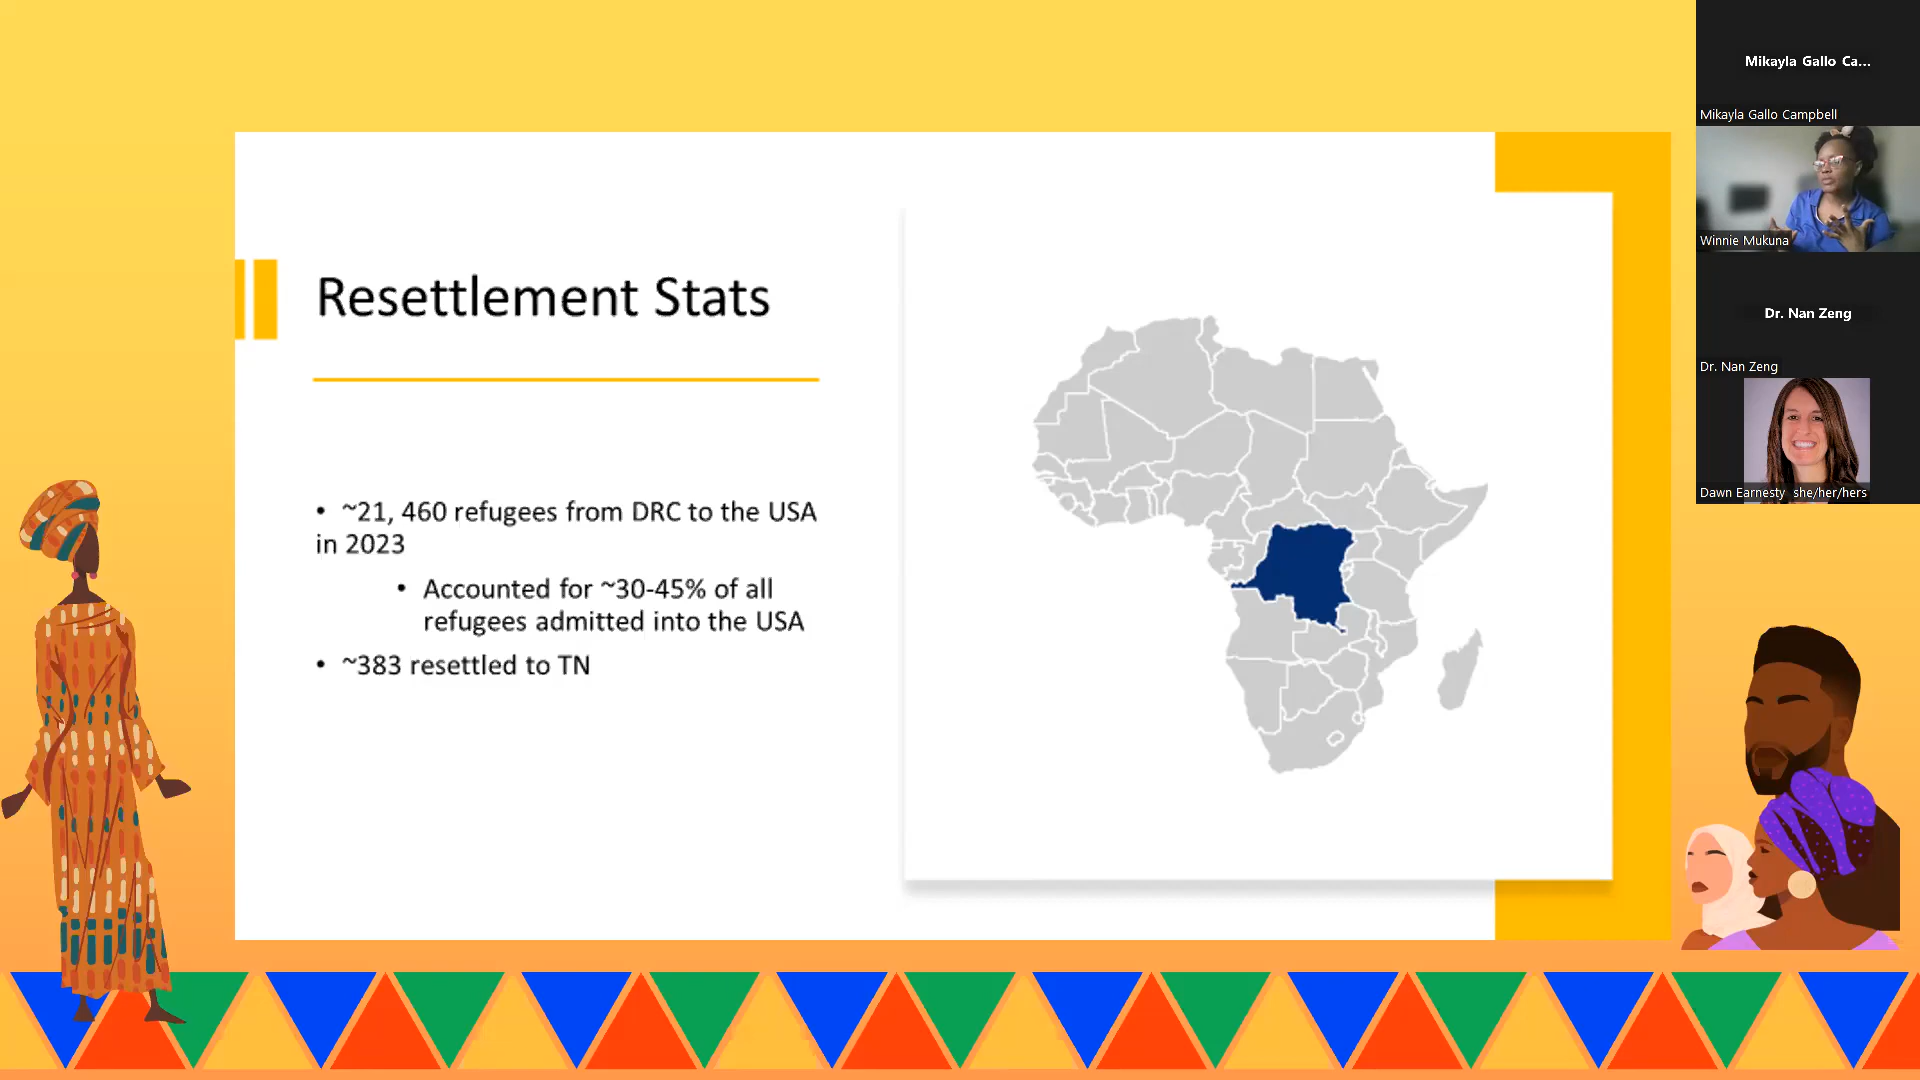 Resettlement Stats
• ~21, 460 refugees from DRC to the USA
in 2023
• Accounted for ~30-45% of all
refugees admitted into the USA
• ~383 resettled to TN
Mikayla Gallo Ca...
Mikayla Gallo Campbell
Winnie Mukuna
Dr. Nan Zeng
Dr. Nan Zeng
Dawn Earnesty she/her/hers